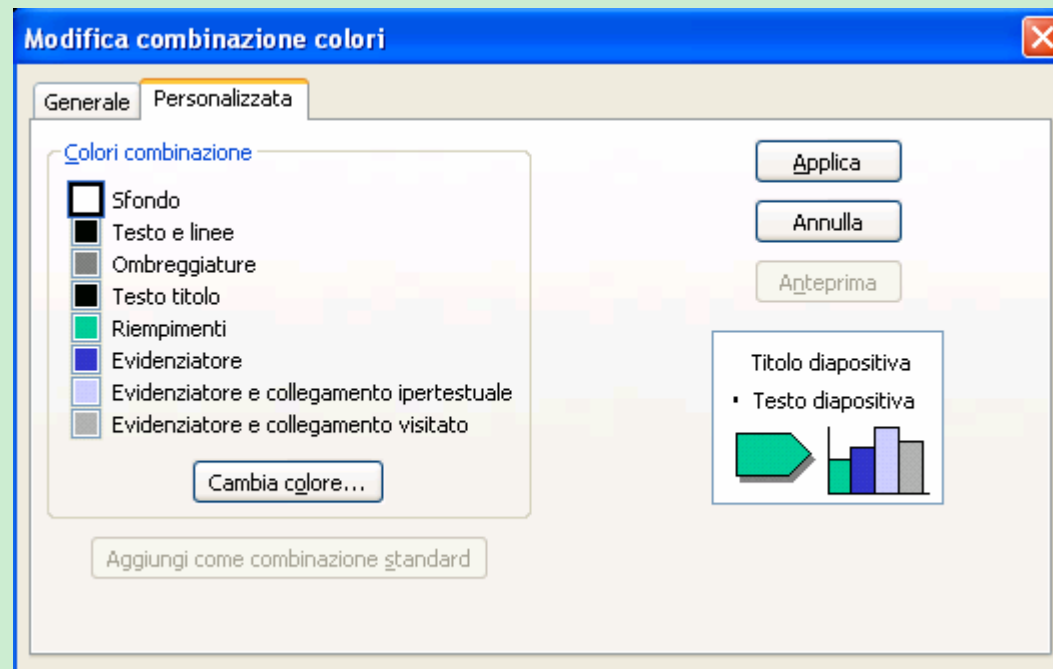 Modifica combinazione colori
Generale
Personalizzata
Colori combinazione
Sfondo
Testo e linee
Ombreggiature
Testo titolo
Riempimenti
Evidenziatore
Evidenziatore e collegamento ipertestuale
Evidenziatore e collegamento visitato
Cambia colore...
Aggiungi come combinazione standard
Applica
Annulla
Anteprima
Titolo diapositiva
• Testo diapositiva